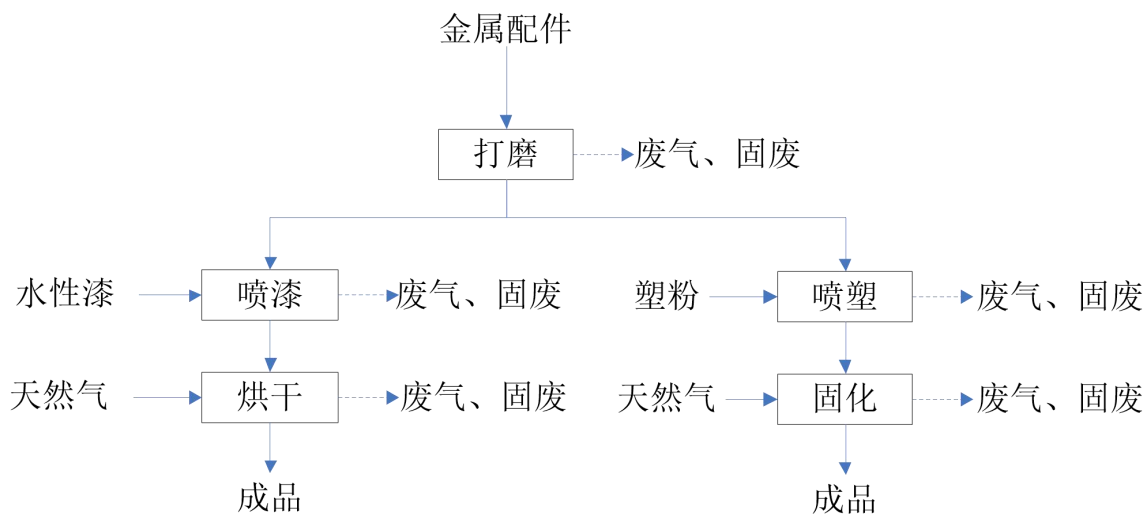 金属配件
打磨
废气、固废
水性漆
喷漆
废气、固废
塑粉
喷塑
废气、固废
天然气
烘干
废气、固废
天然气
固化
废气、固废
成品
成品